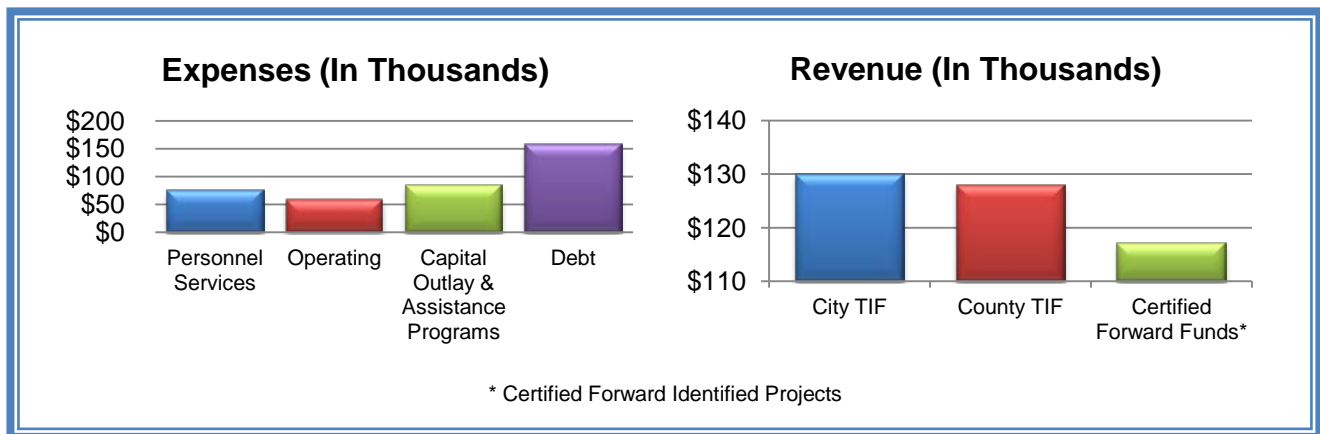 Expenses (In Thousands)
$200
$150
$100
$50
$0
Personnel
Services
Operating
Capital
Outlay &
Assistance
Programs
Debt
Revenue (In Thousands)
$140
$130
$120
$110
City TIF
County TIF
Certified
Forward Funds*
* Certified Forward Identified Projects